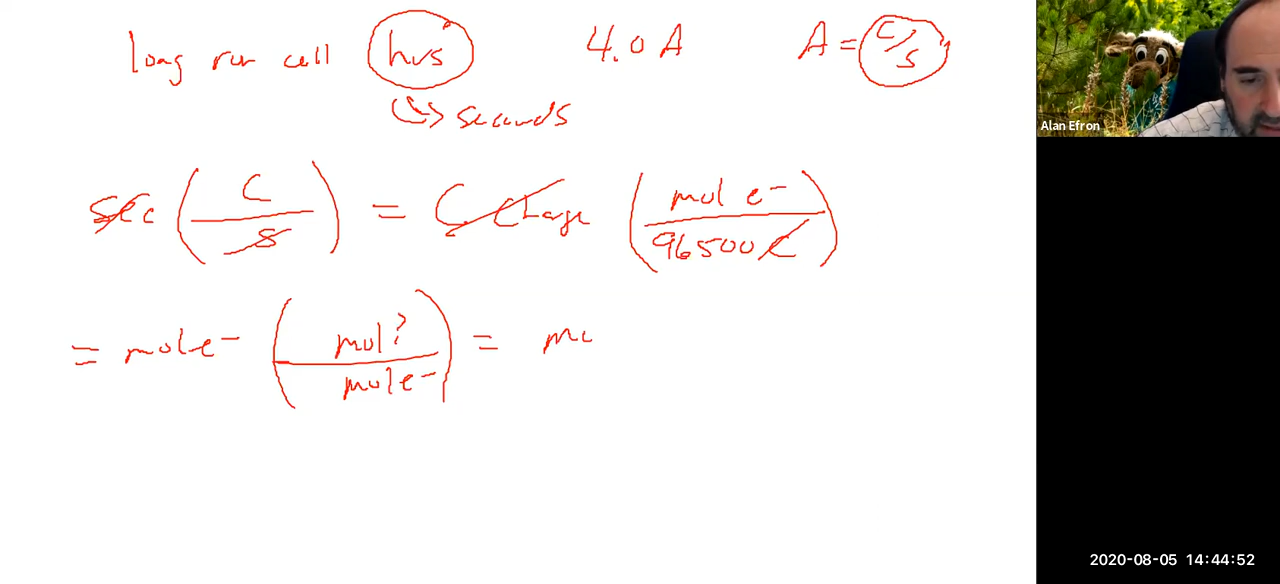 long run cell hrs 4.0 A A = C/s
↳ seconds
sec ( C / s ) = C charge ( mol e- / 96500 C )
= mol e- ( mol? / mol e- ) = mo
Alan Efron
2020-08-05 14:44:52